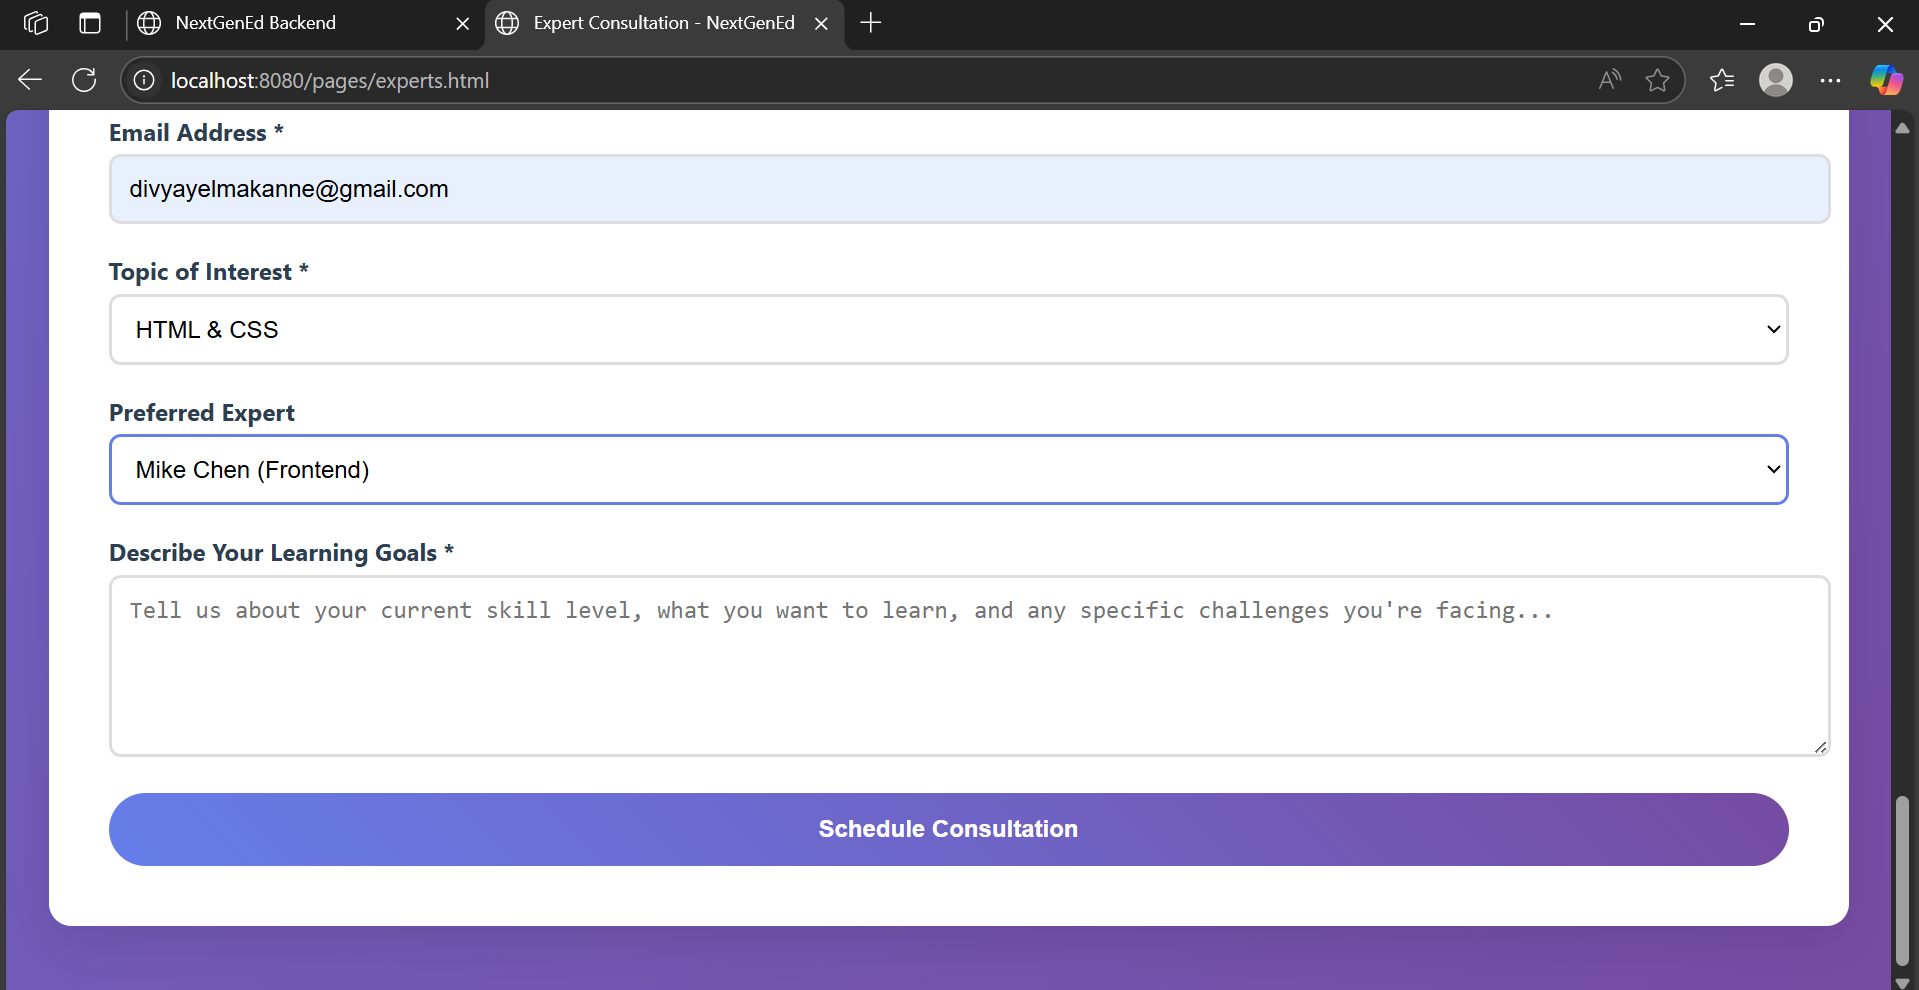 NextGenEd Backend
Expert Consultation - NextGenEd
localhost:8080/pages/experts.html
Email Address *
divyayelmakanne@gmail.com
Topic of Interest *
HTML & CSS
Preferred Expert
Mike Chen (Frontend)
Describe Your Learning Goals *
Tell us about your current skill level, what you want to learn, and any specific challenges you're facing...
Schedule Consultation